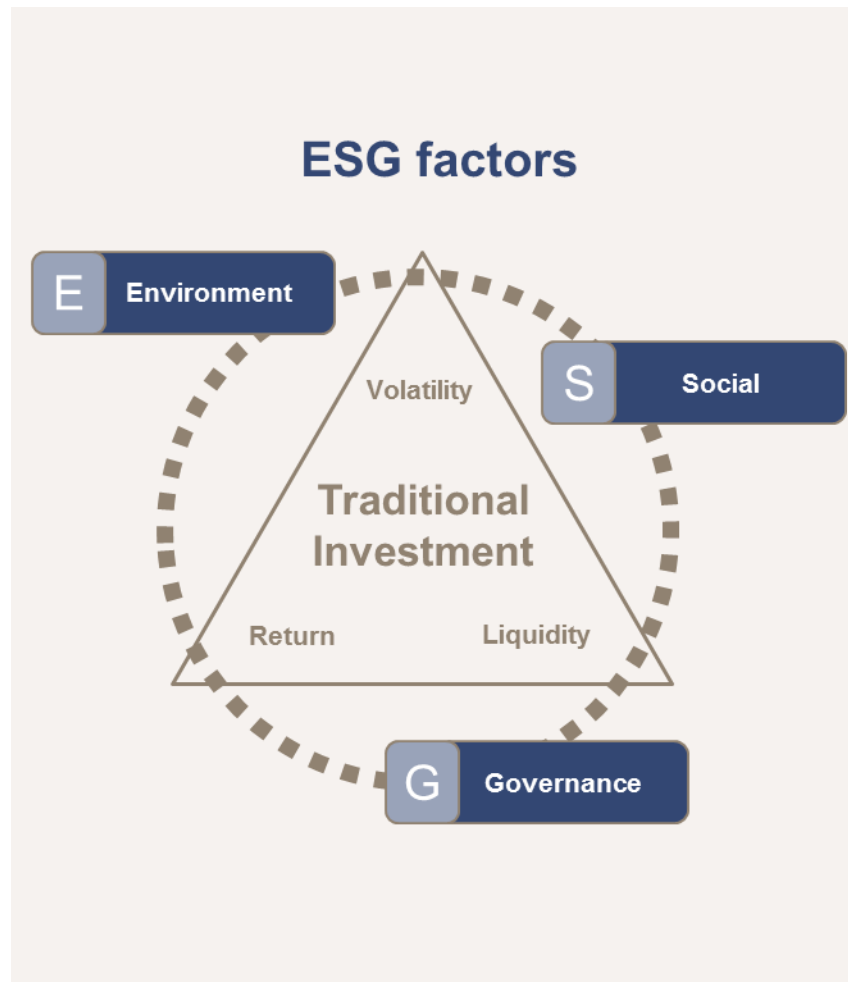 ESG factors
E Environment
S Social
Volatility
Traditional
Investment
Return Liquidity
G Governance